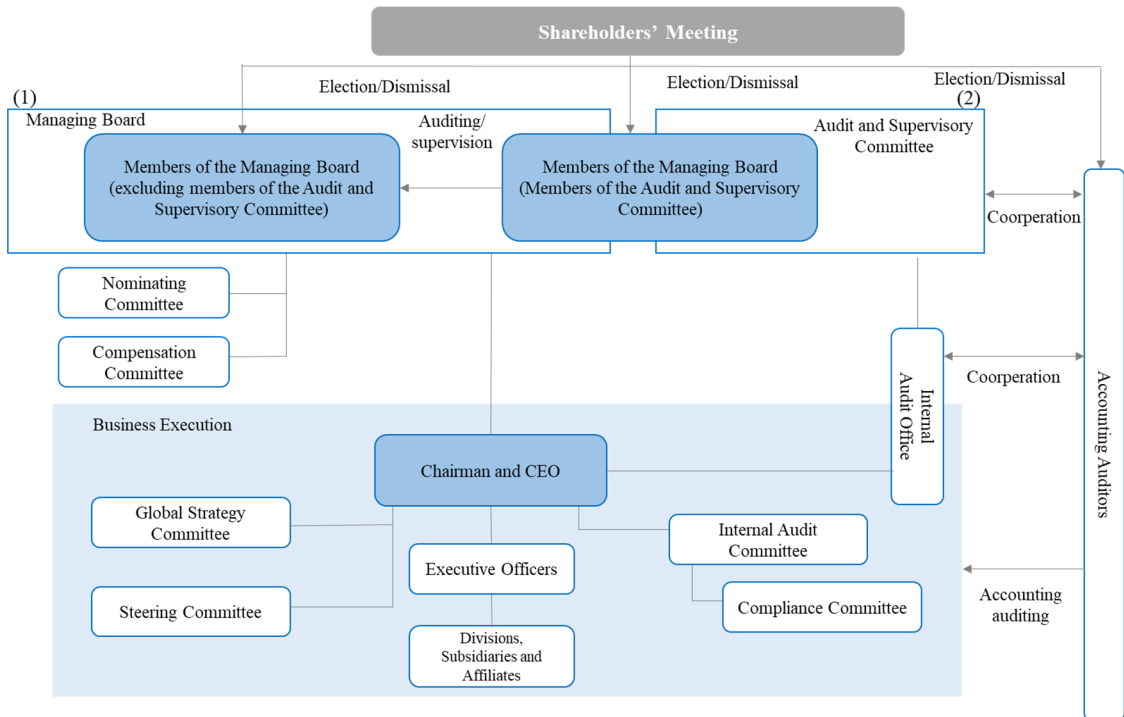 Shareholders’ Meeting
Election/Dismissal
Election/Dismissal
Election/Dismissal
(1)
(2)
Managing Board
Auditing/
supervision
Audit and Supervisory
Committee
Members of the Managing Board
(excluding members of the Audit and
Supervisory Committee)
Members of the Managing Board
(Members of the Audit and Supervisory
Committee)
Coorperation
Nominating
Committee
Compensation
Committee
Internal
Audit Office
Coorperation
Accounting Auditors
Business Execution
Chairman and CEO
Global Strategy
Committee
Internal Audit
Committee
Executive Officers
Steering Committee
Compliance Committee
Accounting
auditing
Divisions,
Subsidiaries and
Affiliates